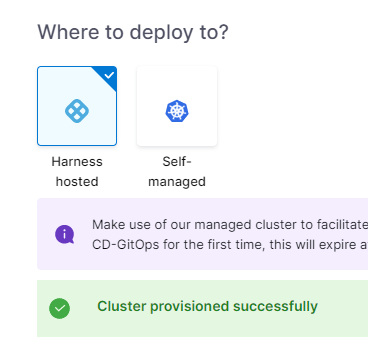 Where to deploy to?
Harness
hosted
Self-
managed
Make use of our managed cluster to facilitate
CD-GitOps for the first time, this will expire
Cluster provisioned successfully